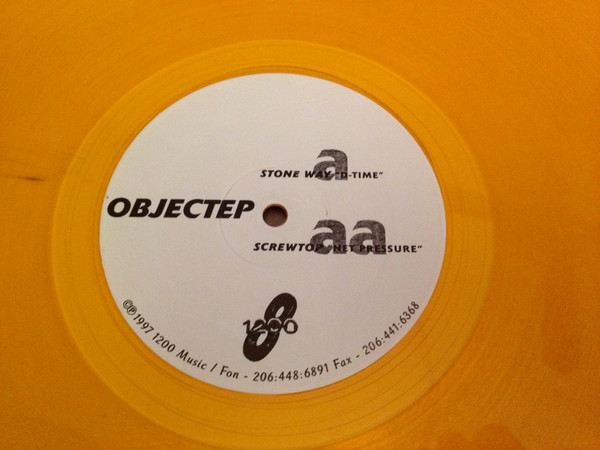 a
STONE WAY "D-TIME"
OBJECTEP
aa
SCREWTOP "NET PRESSURE"
8
1200
©℗ 1997 1200 Music / Fon - 206:448:6891 Fax - 206:441:6368